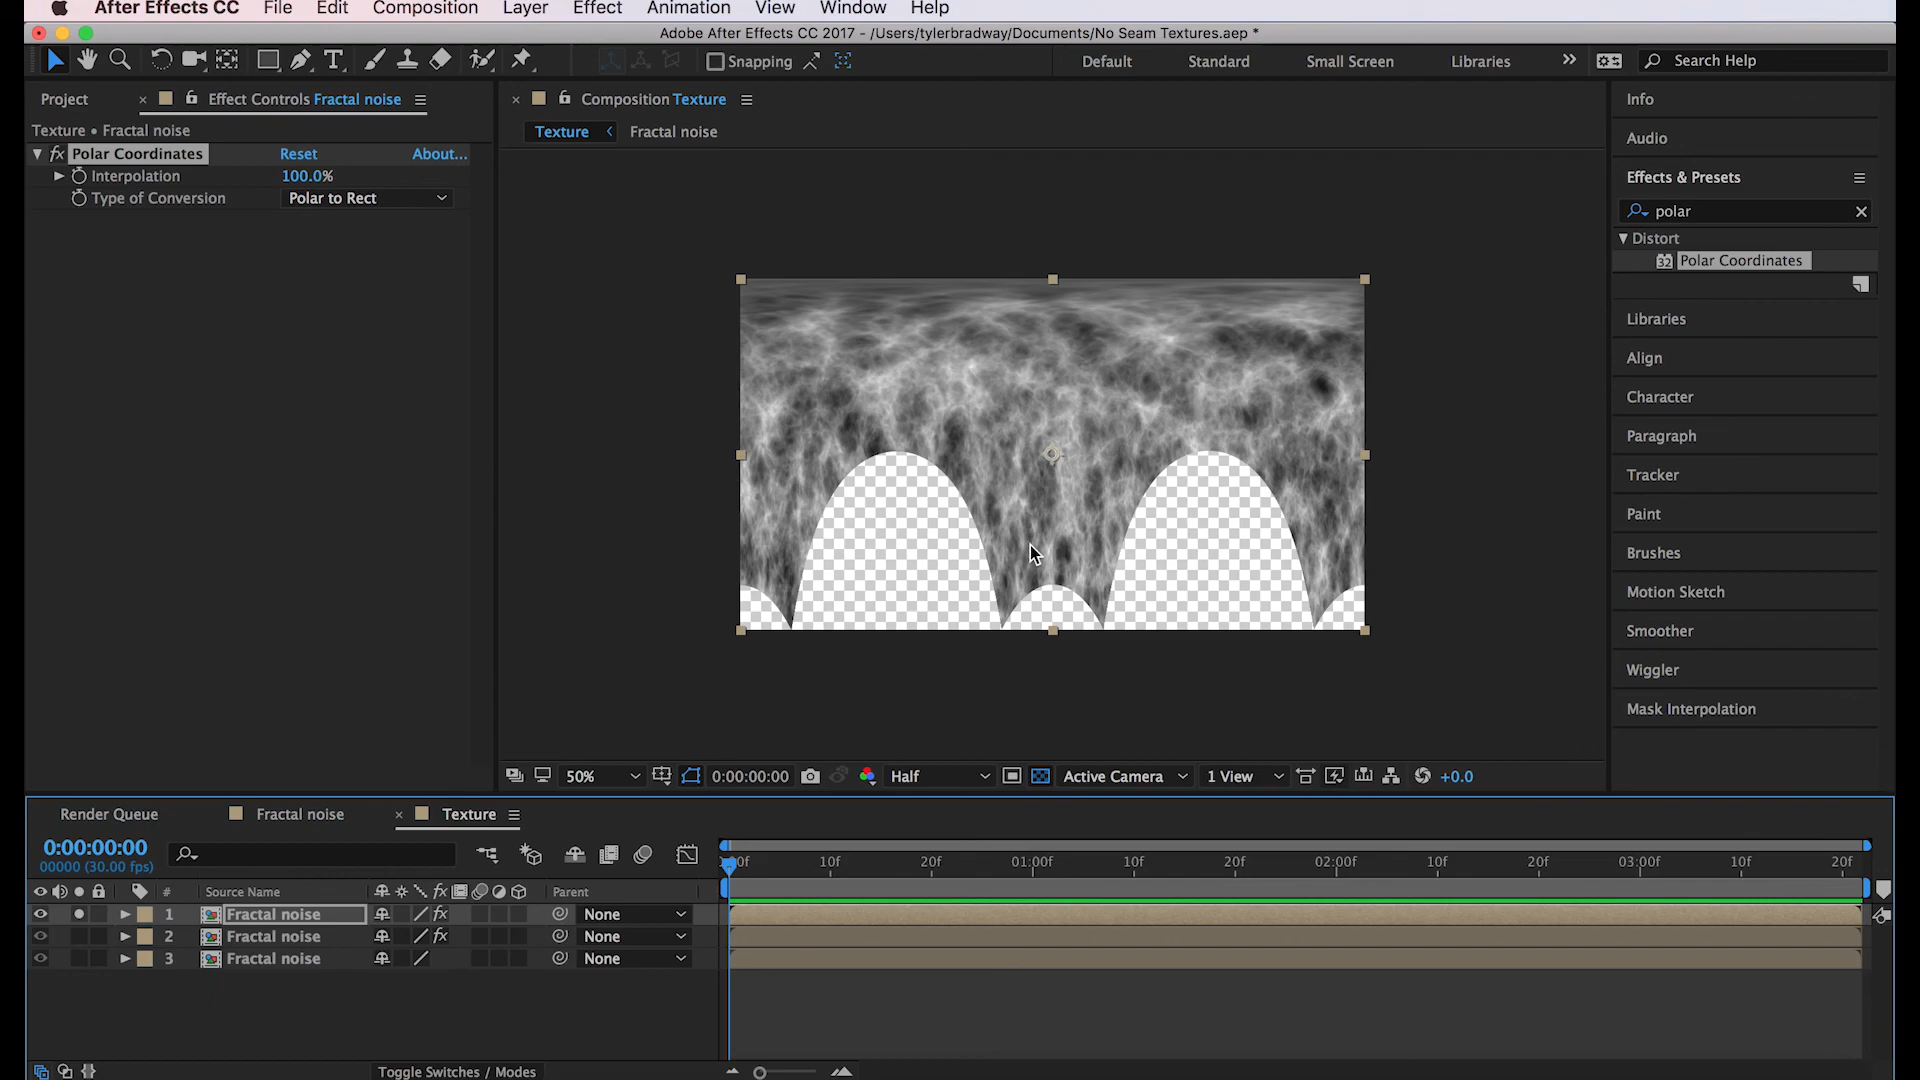 After Effects CC File Edit Composition Layer Effect Animation View Window Help
Adobe After Effects CC 2017 - /Users/tylerbradway/Documents/No Seam Textures.aep *
Snapping Default Standard Small Screen Libraries Search Help
Project × Effect Controls Fractal noise
Texture • Fractal noise
fx Polar Coordinates Reset About...
Interpolation 100.0%
Type of Conversion Polar to Rect
× Composition Texture
Texture Fractal noise
Info
Audio
Effects & Presets
polar
Distort
32 Polar Coordinates
Libraries
Align
Character
Paragraph
Tracker
Paint
Brushes
Motion Sketch
Smoother
Wiggler
Mask Interpolation
50% 0:00:00:00 Half Active Camera 1 View +0.0
Render Queue Fractal noise × Texture
0:00:00:00
00000 (30.00 fps)
10f 20f 01:00f 10f 20f 02:00f 10f 20f 03:00f 10f 20f
# Source Name fx Parent
1 Fractal noise fx None
2 Fractal noise fx None
3 Fractal noise None
Toggle Switches / Modes